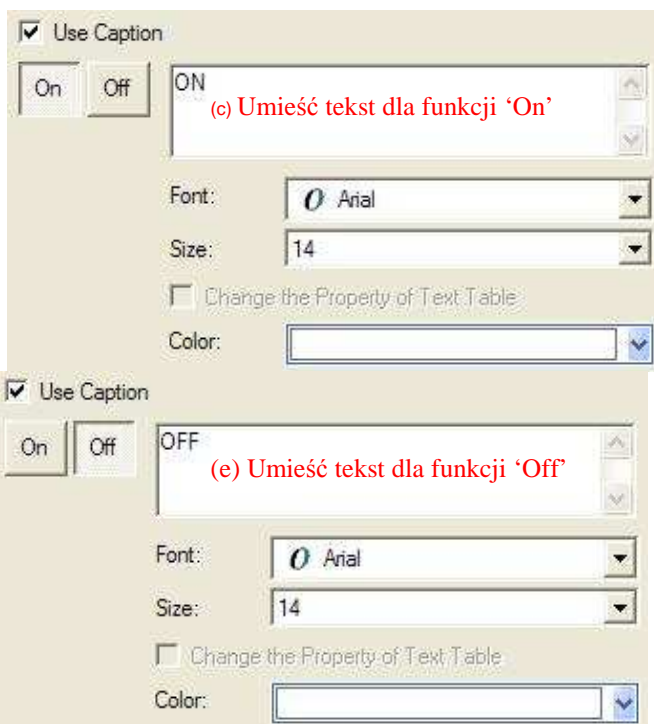 Use Caption
On Off ON
(c) Umieść tekst dla funkcji ‘On’
Font: O Arial
Size: 14
Change the Property of Text Table
Color:
Use Caption
On Off OFF
(e) Umieść tekst dla funkcji ‘Off’
Font: O Arial
Size: 14
Change the Property of Text Table
Color: